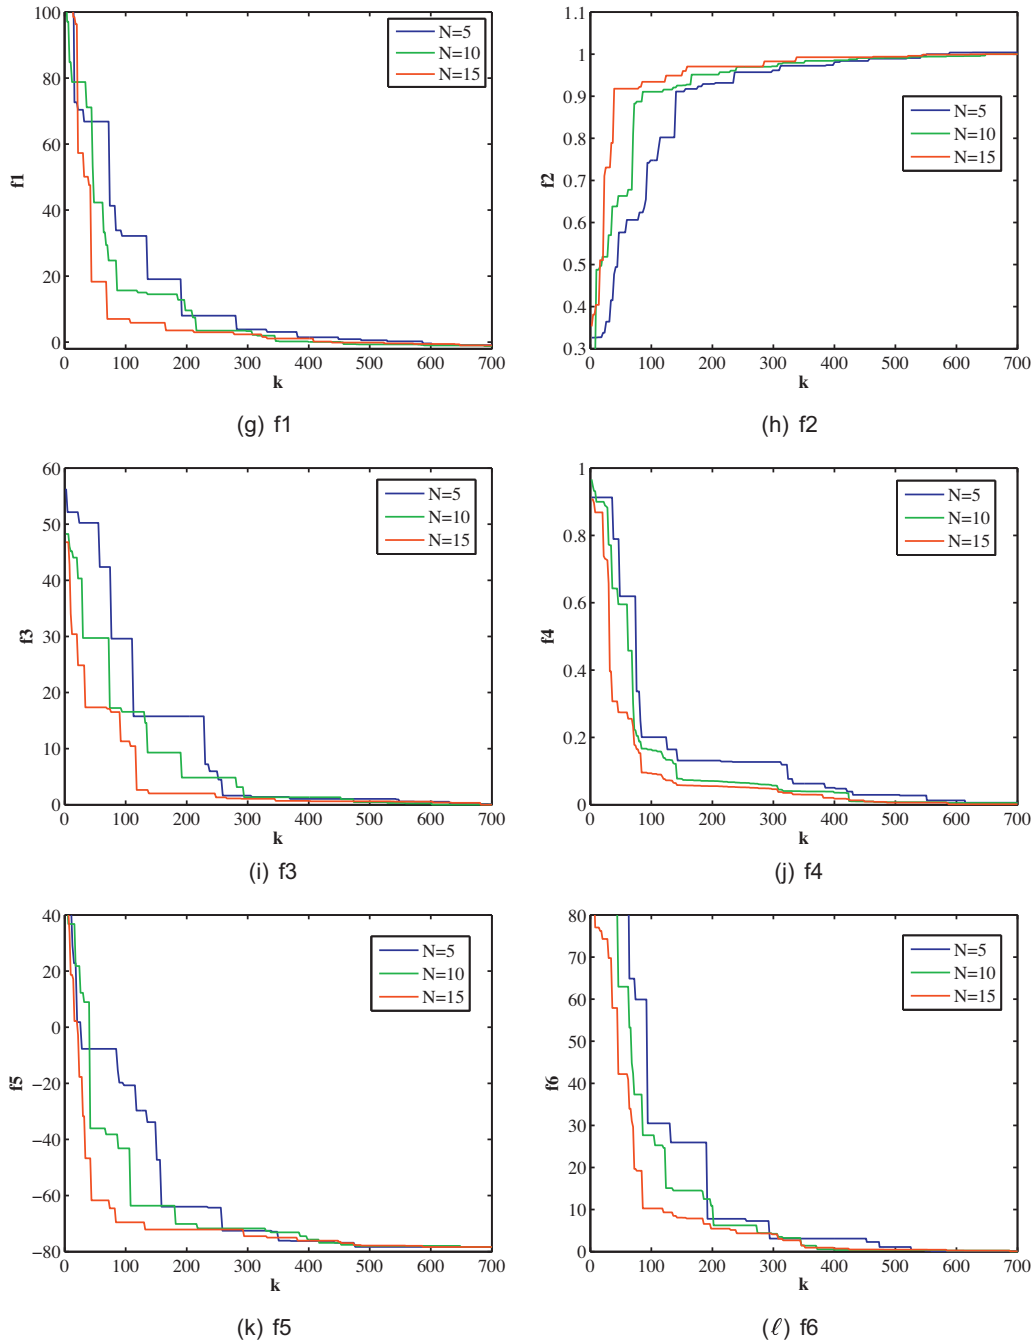 100
80
60
40
20
0
f1
N=5
N=10
N=15
0 100 200 300 400 500 600 700
k
(g) f1
1.1
1
0.9
0.8
0.7
0.6
0.5
0.4
0.3
f2
N=5
N=10
N=15
0 100 200 300 400 500 600 700
k
(h) f2
60
50
40
30
20
10
0
f3
N=5
N=10
N=15
0 100 200 300 400 500 600 700
k
(i) f3
1
0.8
0.6
0.4
0.2
0
f4
N=5
N=10
N=15
0 100 200 300 400 500 600 700
k
(j) f4
40
20
0
−20
−40
−60
−80
f5
N=5
N=10
N=15
0 100 200 300 400 500 600 700
k
(k) f5
80
70
60
50
40
30
20
10
0
f6
N=5
N=10
N=15
0 100 200 300 400 500 600 700
k
(ℓ) f6